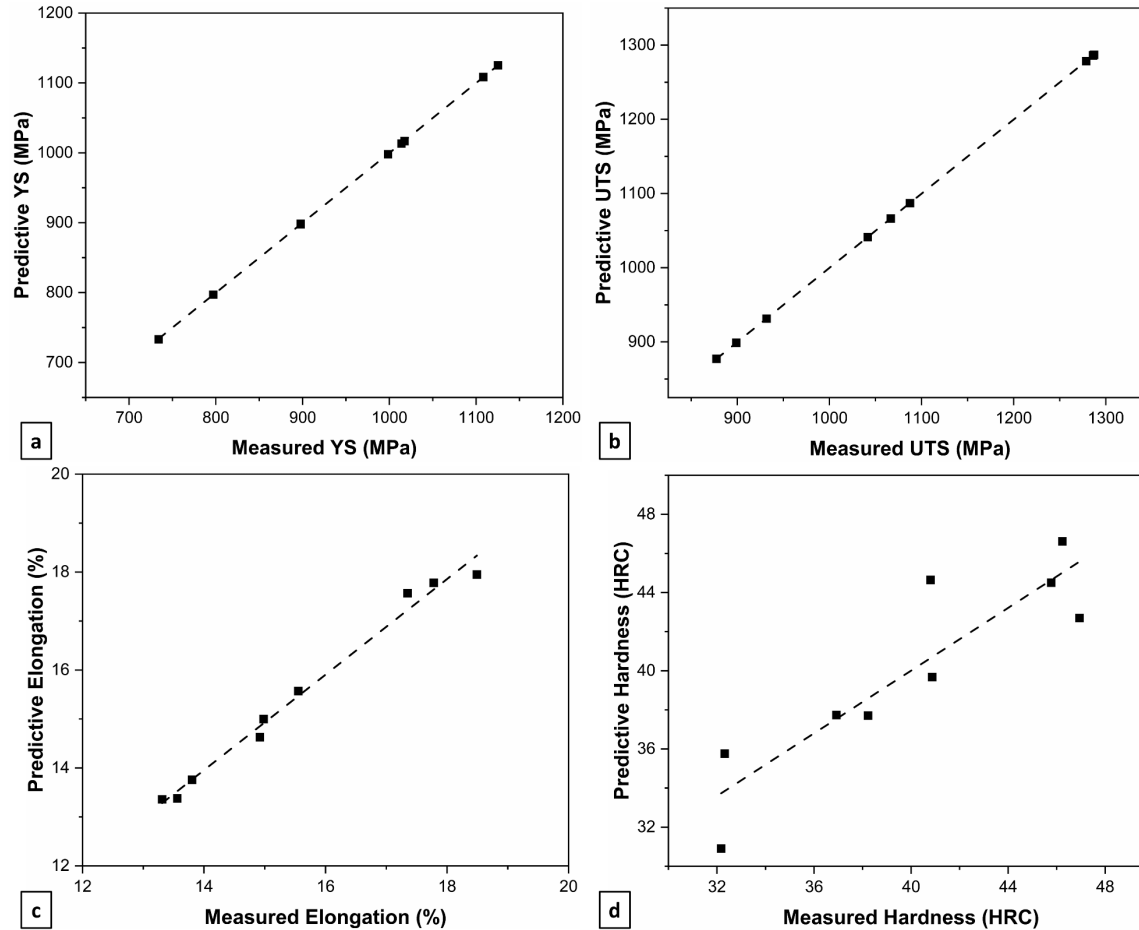 1200
1100
1000
900
800
700
Predictive YS (MPa)
700 800 900 1000 1100 1200
Measured YS (MPa)
a
1300
1200
1100
1000
900
Predictive UTS (MPa)
900 1000 1100 1200 1300
Measured UTS (MPa)
b
20
18
16
14
12
Predictive Elongation (%)
12 14 16 18 20
Measured Elongation (%)
c
48
44
40
36
32
Predictive Hardness (HRC)
32 36 40 44 48
Measured Hardness (HRC)
d